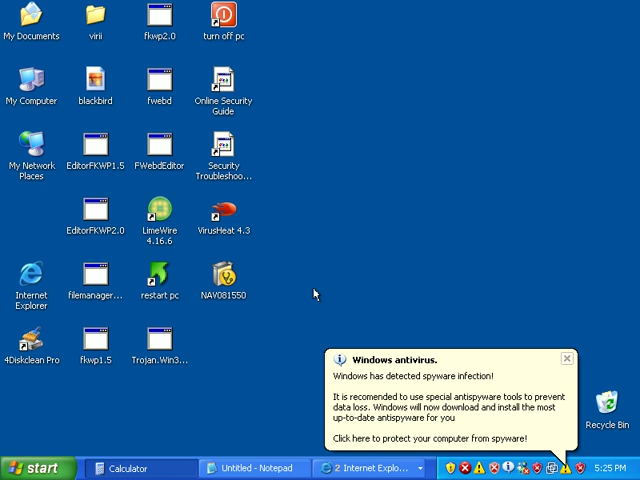 My Documents
virii
fkwp2.0
turn off pc
My Computer
blackbird
fwebd
Online Security
Guide
My Network
Places
EditorFKWP1.5
FWebdEditor
Security
Troubleshoo...
EditorFKWP2.0
LimeWire
4.16.6
VirusHeat 4.3
Internet
Explorer
filemanager...
restart pc
NAV081550
4Diskclean Pro
fkwp1.5
Trojan.Win3...
Windows antivirus.
Windows has detected spyware infection!
It is recomended to use special antispyware tools to prevent
data loss. Windows will now download and install the most
up-to-date antispyware for you
Click here to protect your computer from spyware!
Recycle Bin
start
Calculator
Untitled - Notepad
2 Internet Explo...
5:25 PM